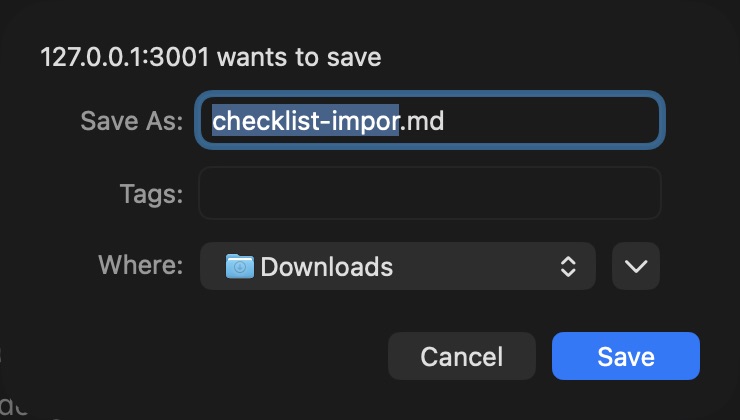 127.0.0.1:3001 wants to save
Save As: checklist-impor.md
Tags:
Where: Downloads
Cancel Save